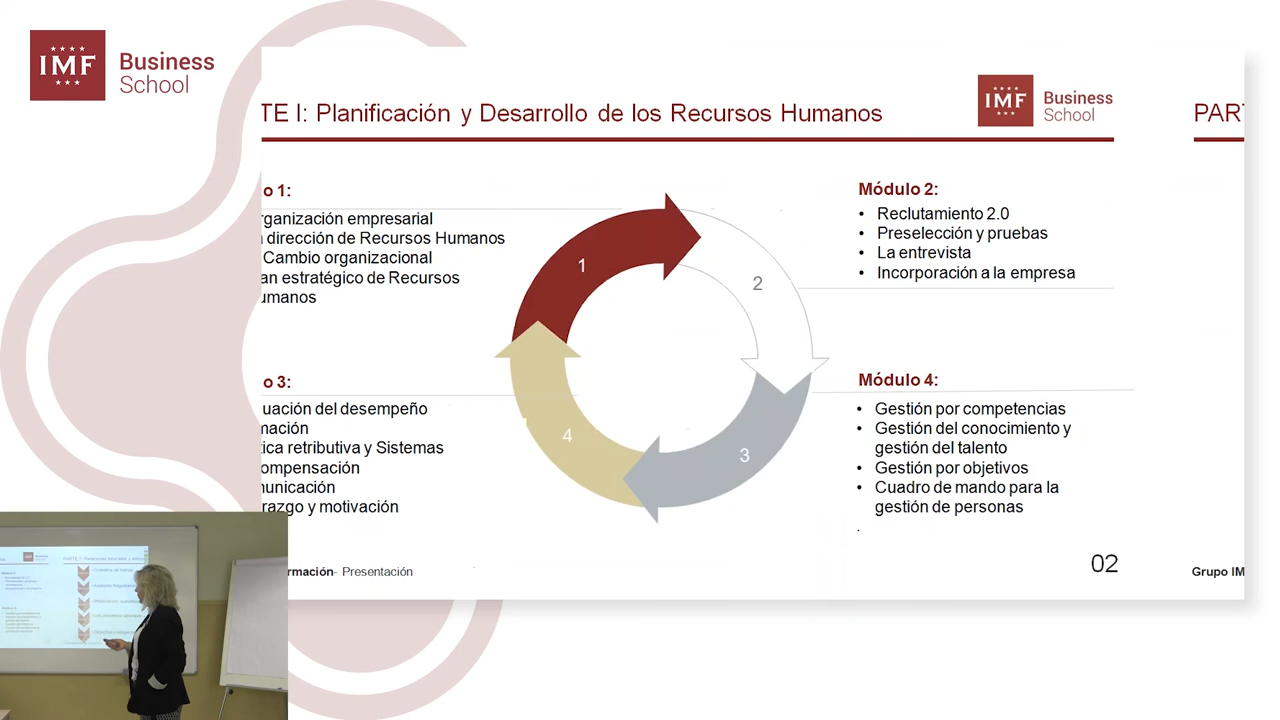 IMF
Business
School
TE I: Planificación y Desarrollo de los Recursos Humanos
IMF
Business
School
PART
o 1:
rganización empresarial
dirección de Recursos Humanos
Cambio organizacional
an estratégico de Recursos
umanos
1
2
3
4
Módulo 2:
• Reclutamiento 2.0
• Preselección y pruebas
• La entrevista
• Incorporación a la empresa
o 3:
uación del desempeño
mación
tica retributiva y Sistemas
ompensación
nunicación
razgo y motivación
Módulo 4:
• Gestión por competencias
• Gestión del conocimiento y
gestión del talento
• Gestión por objetivos
• Cuadro de mando para la
gestión de personas
rmación- Presentación
02
Grupo IM